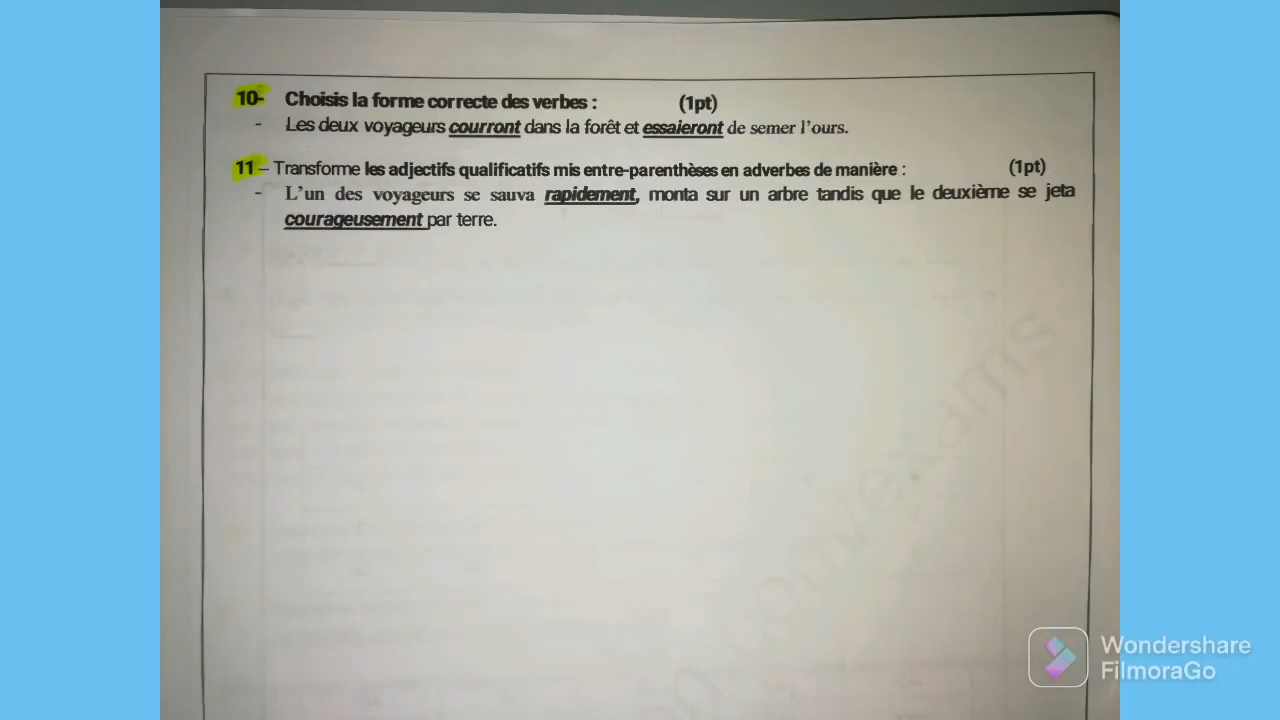 10- Choisis la forme correcte des verbes : (1pt)
- Les deux voyageurs courront dans la forêt et essaieront de semer l'ours.
11 – Transforme les adjectifs qualificatifs mis entre-parenthèses en adverbes de manière : (1pt)
- L'un des voyageurs se sauva rapidement, monta sur un arbre tandis que le deuxième se jeta
courageusement par terre.
com/exams
Wondershare
FilmoraGo